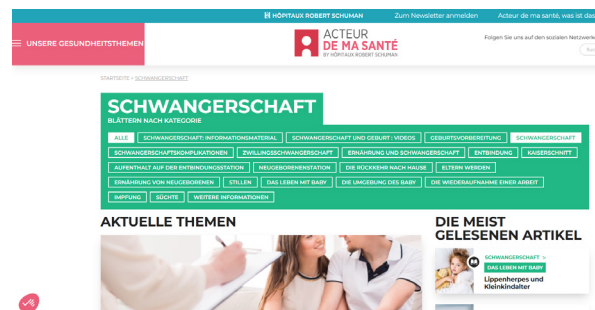 HÔPITAUX ROBERT SCHUMAN Zum Newsletter anmelden Acteur de ma santé, was ist das
UNSERE GESUNDHEITSTHEMEN
ACTEUR
DE MA SANTÉ
BY HÔPITAUX ROBERT SCHUMAN
Folgen Sie uns auf den sozialen Netzwerke
STARTSEITE > SCHWANGERSCHAFT
SCHWANGERSCHAFT
BLÄTTERN NACH KATEGORIE
ALLE SCHWANGERSCHAFT: INFORMATIONSMATERIAL SCHWANGERSCHAFT UND GEBURT : VIDEOS GEBURTSVORBEREITUNG SCHWANGERSCHAFT
SCHWANGERSCHAFTSKOMPLIKATIONEN ZWILLINGSSCHWANGERSCHAFT ERNÄHRUNG UND SCHWANGERSCHAFT ENTBINDUNG KAISERSCHNITT
AUFENTHALT AUF DER ENTBINDUNGSSTATION NEUGEBORENENSTATION DIE RÜCKKEHR NACH HAUSE ELTERN WERDEN
ERNÄHRUNG VON NEUGEBORENEN STILLEN DAS LEBEN MIT BABY DIE UMGEBUNG DES BABY DIE WIEDERAUFNAHME EINER ARBEIT
IMPFUNG SÜCHTE WEITERE INFORMATIONEN
AKTUELLE THEMEN
DIE MEIST
GELESENEN ARTIKEL
SCHWANGERSCHAFT >
DAS LEBEN MIT BABY
Lippenherpes und
Kleinkindalter